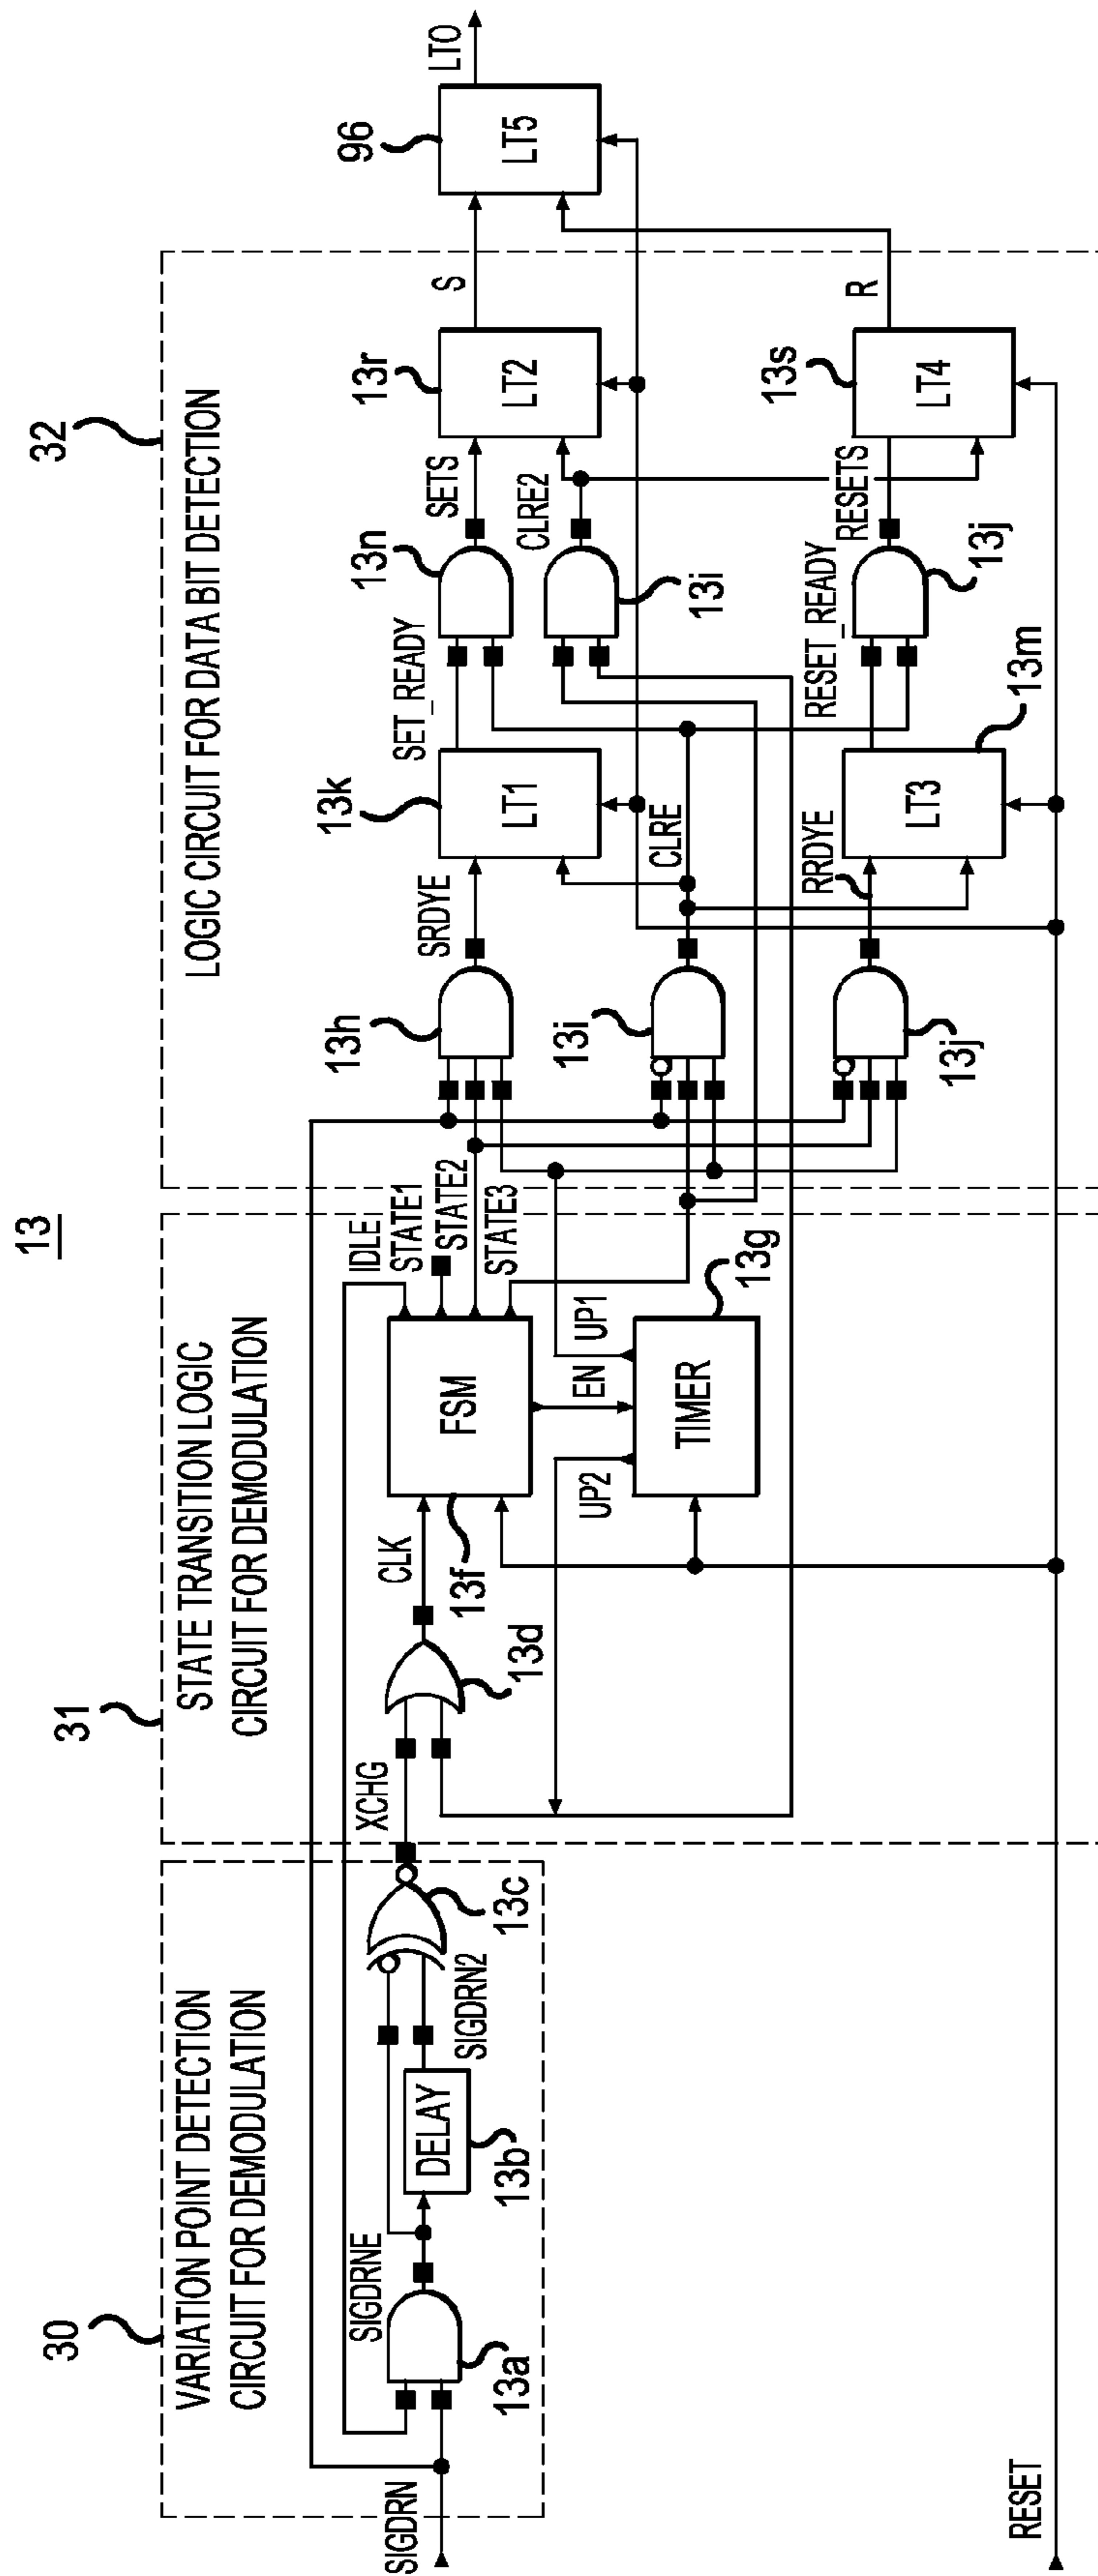 13
30
VARIATION POINT DETECTION
CIRCUIT FOR DEMODULATION
SIGDRN
13a
SIGDRNE
DELAY
13b
SIGDRN2
13c
XCHG
31
STATE TRANSITION LOGIC
CIRCUIT FOR DEMODULATION
13d
CLK
FSM
13f
IDLE
STATE1
STATE2
STATE3
UP2
EN
UP1
TIMER
13g
32
LOGIC CIRCUIT FOR DATA BIT DETECTION
13h
SRDYE
13i
CLRE
13j
RRDYE
13k
LT1
SET_READY
LT3
13m
RESET_READY
13n
SETS
13i
CLRE2
13j
RESETS
13r
LT2
S
13s
LT4
R
96
LT5
LTO
RESET